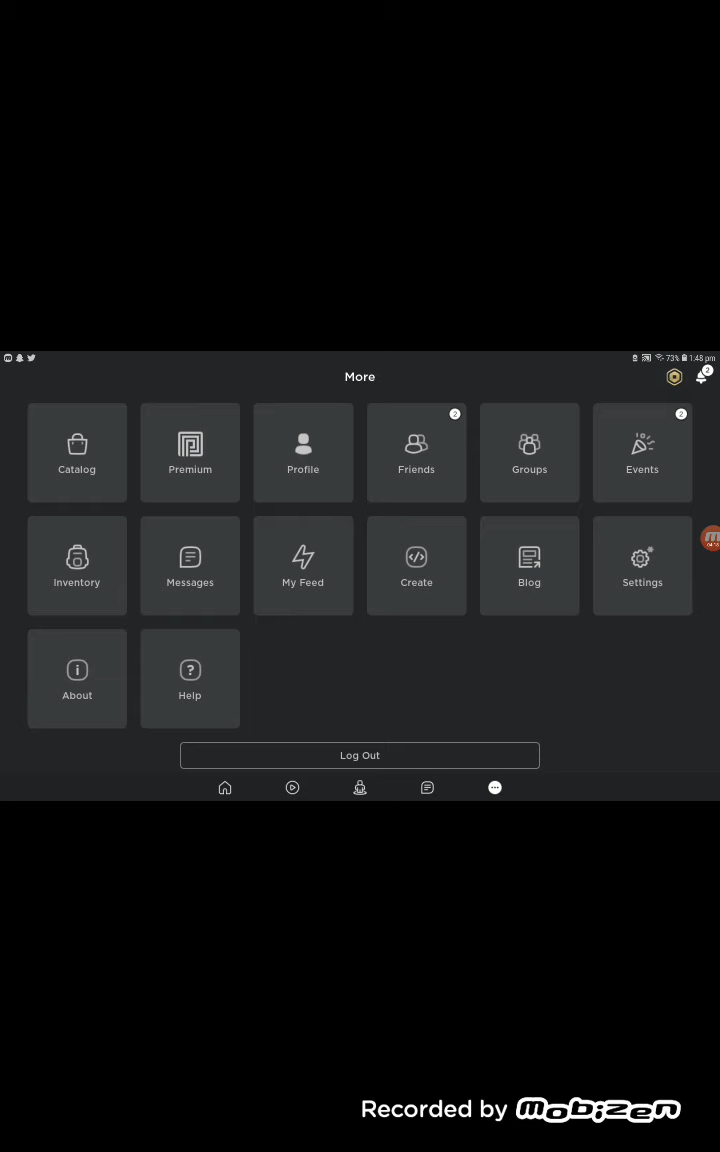 73% 1.48 pm
More
2
2
2
Catalog
Premium
Profile
Friends
Groups
Events
Inventory
Messages
My Feed
Create
Blog
Settings
About
Help
Log Out
Recorded by mobizen